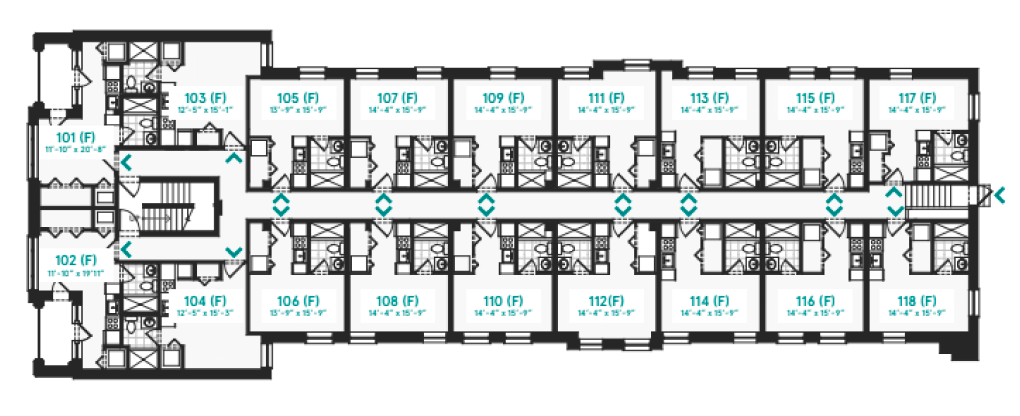 103 (F)
12'-5" x 15'-1"
105 (F)
13'-9" x 15'-9"
107 (F)
14'-4" x 15'-9"
109 (F)
14'-4" x 15'-9"
111 (F)
14'-4" x 15'-9"
113 (F)
14'-4" x 15'-9"
115 (F)
14'-4" x 15'-9"
117 (F)
14'-4" x 15'-9"
101 (F)
11'-10" x 20'-8"
102 (F)
11'-10" x 19'11"
104 (F)
12'-5" x 15'-3"
106 (F)
13'-9" x 15'-9"
108 (F)
14'-4" x 15'-9"
110 (F)
14'-4" x 15'-9"
112(F)
14'-4" x 15'-9"
114 (F)
14'-4" x 15'-9"
116 (F)
14'-4" x 15'-9"
118 (F)
14'-4" x 15'-9"